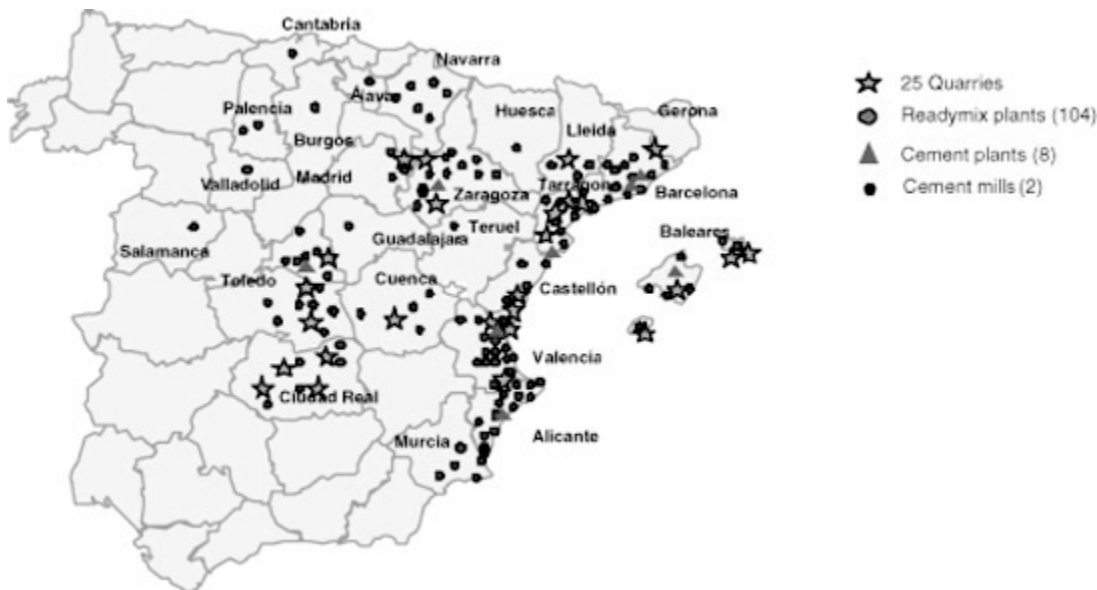 Cantabria
Navarra
Álava
Palencia
Burgos
Huesca
Gerona
Lleida
Valladolid
Madrid
Zaragoza
Tarragona
Barcelona
Salamanca
Guadalajara
Teruel
Baleares
Toledo
Cuenca
Castellón
Valencia
Ciudad Real
Murcia
Alicante
25 Quarries
Readymix plants (104)
Cement plants (8)
Cement mills (2)